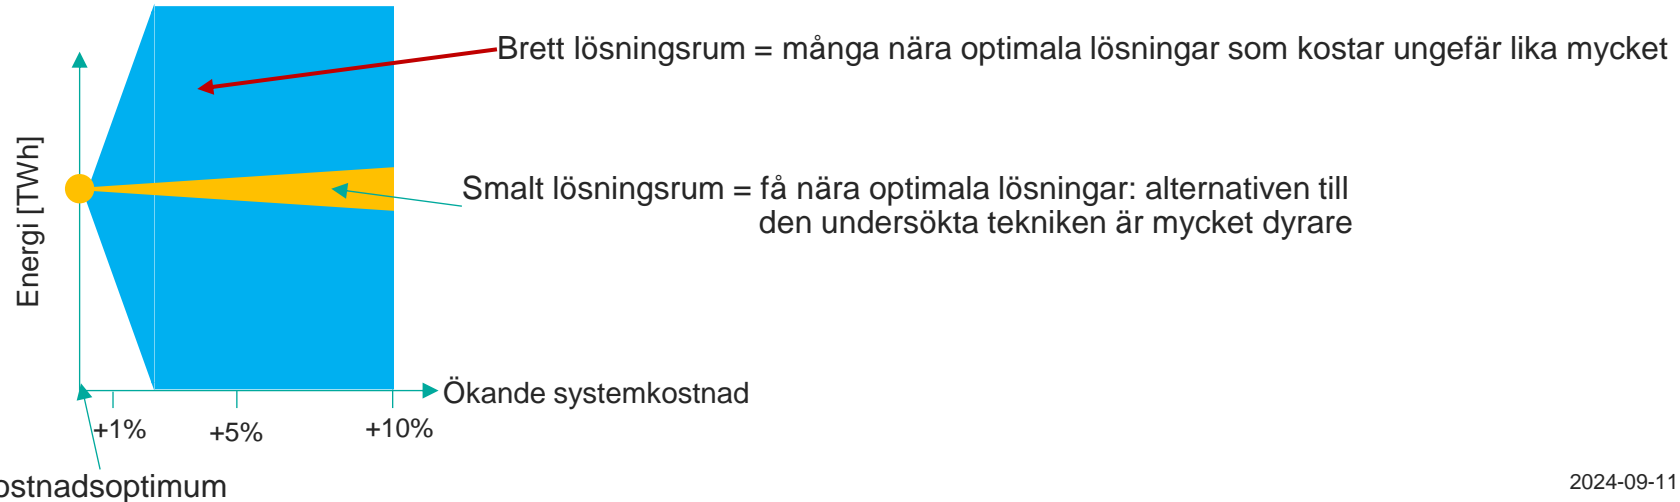 Brett lösningsrum = många nära optimala lösningar som kostar ungefär lika mycket
Energi [TWh]
Smalt lösningsrum = få nära optimala lösningar: alternativen till
den undersökta tekniken är mycket dyrare
Ökande systemkostnad
+1%
+5%
+10%
ostnadsoptimum
2024-09-11